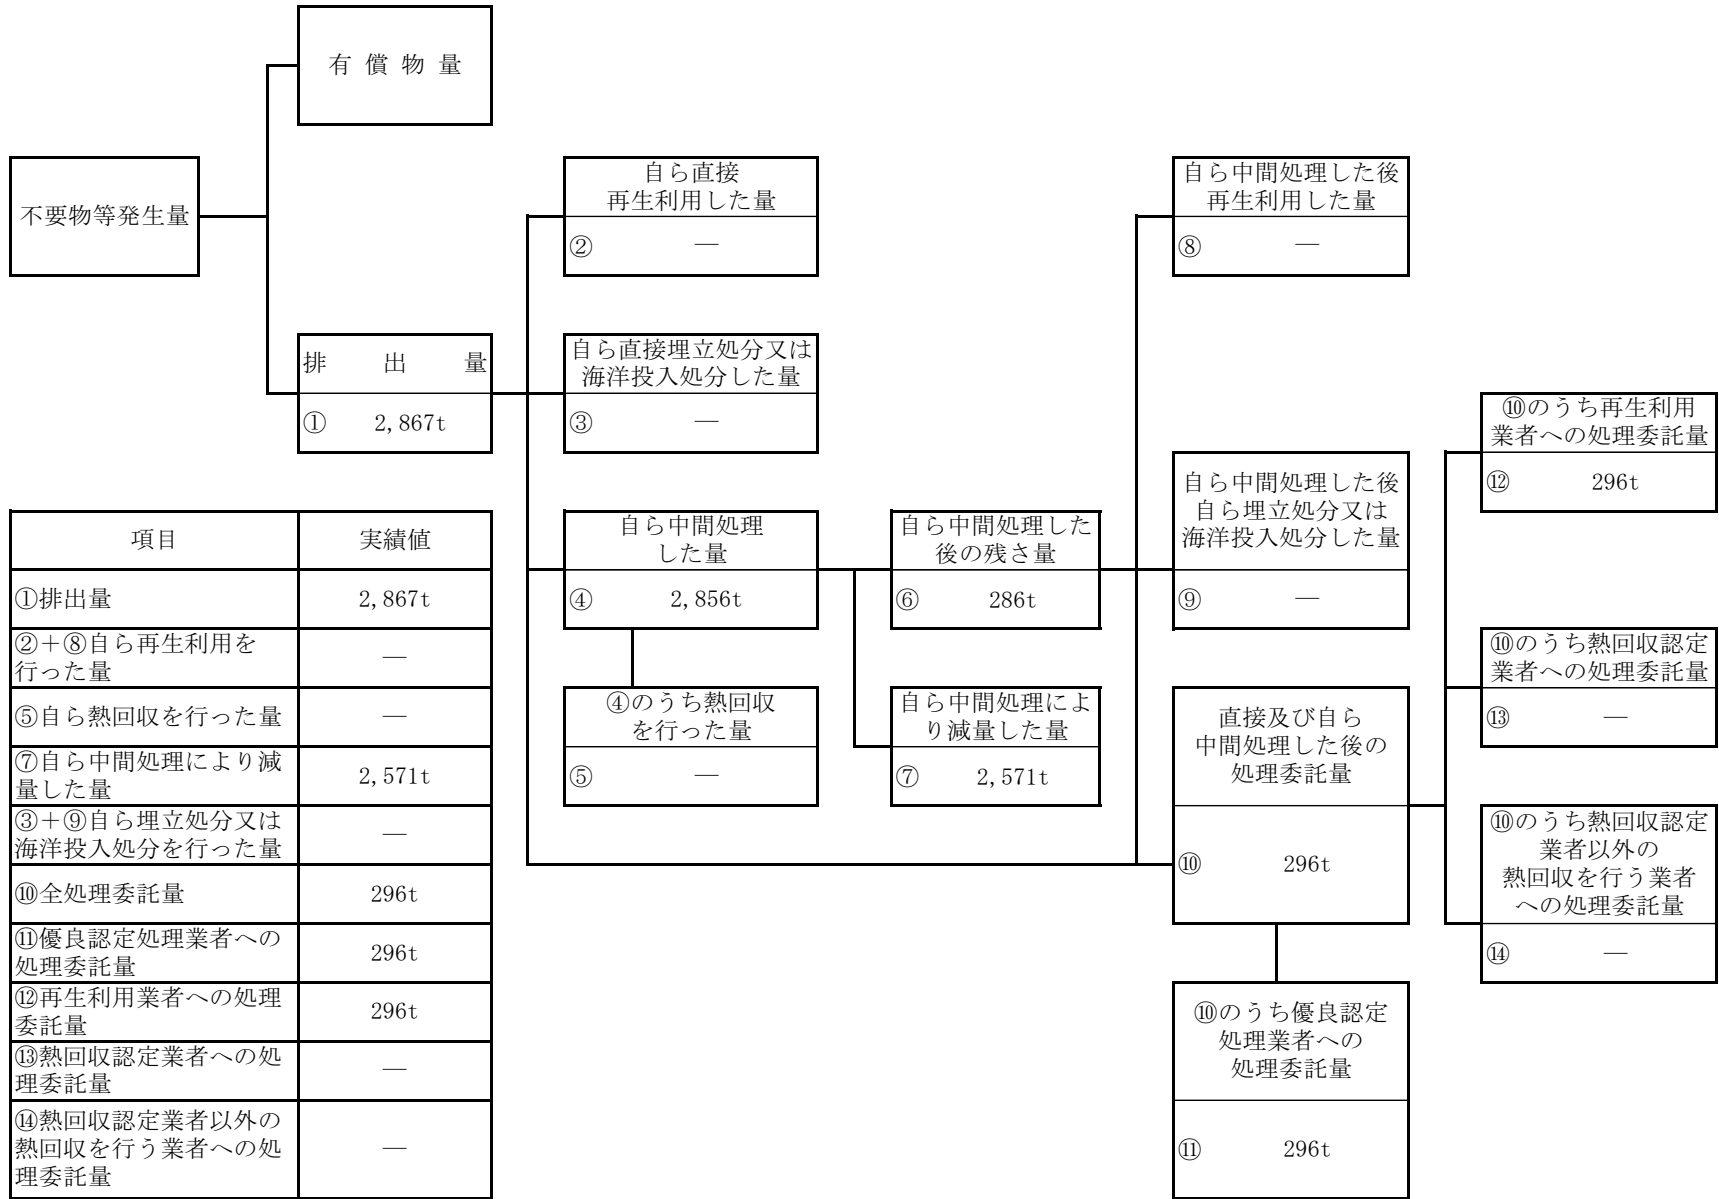 有償物量
不要物等発生量
自ら直接
再生利用した量
② ―
自ら中間処理した後
再生利用した量
⑧ ―
排出量
① 2,867t
自ら直接埋立処分又は
海洋投入処分した量
③ ―
⑩のうち再生利用
業者への処理委託量
⑫ 296t
自ら中間処理
した量
④ 2,856t
自ら中間処理した
後の残さ量
⑥ 286t
自ら中間処理した後
自ら埋立処分又は
海洋投入処分した量
⑨ ―
④のうち熱回収
を行った量
⑤ ―
自ら中間処理によ
り減量した量
⑦ 2,571t
直接及び自ら
中間処理した後の
処理委託量
⑩ 296t
⑩のうち熱回収認定
業者への処理委託量
⑬ ―
⑩のうち熱回収認定
業者以外の
熱回収を行う業者
への処理委託量
⑭ ―
⑩のうち優良認定
処理業者への
処理委託量
⑪ 296t
項目 実績値
①排出量 2,867t
②+⑧自ら再生利用を
行った量 ―
⑤自ら熱回収を行った量 ―
⑦自ら中間処理により減
量した量 2,571t
③+⑨自ら埋立処分又は
海洋投入処分を行った量 ―
⑩全処理委託量 296t
⑪優良認定処理業者への
処理委託量 296t
⑫再生利用業者への処理
委託量 296t
⑬熱回収認定業者への処
理委託量 ―
⑭熱回収認定業者以外の
熱回収を行う業者への処
理委託量 ―